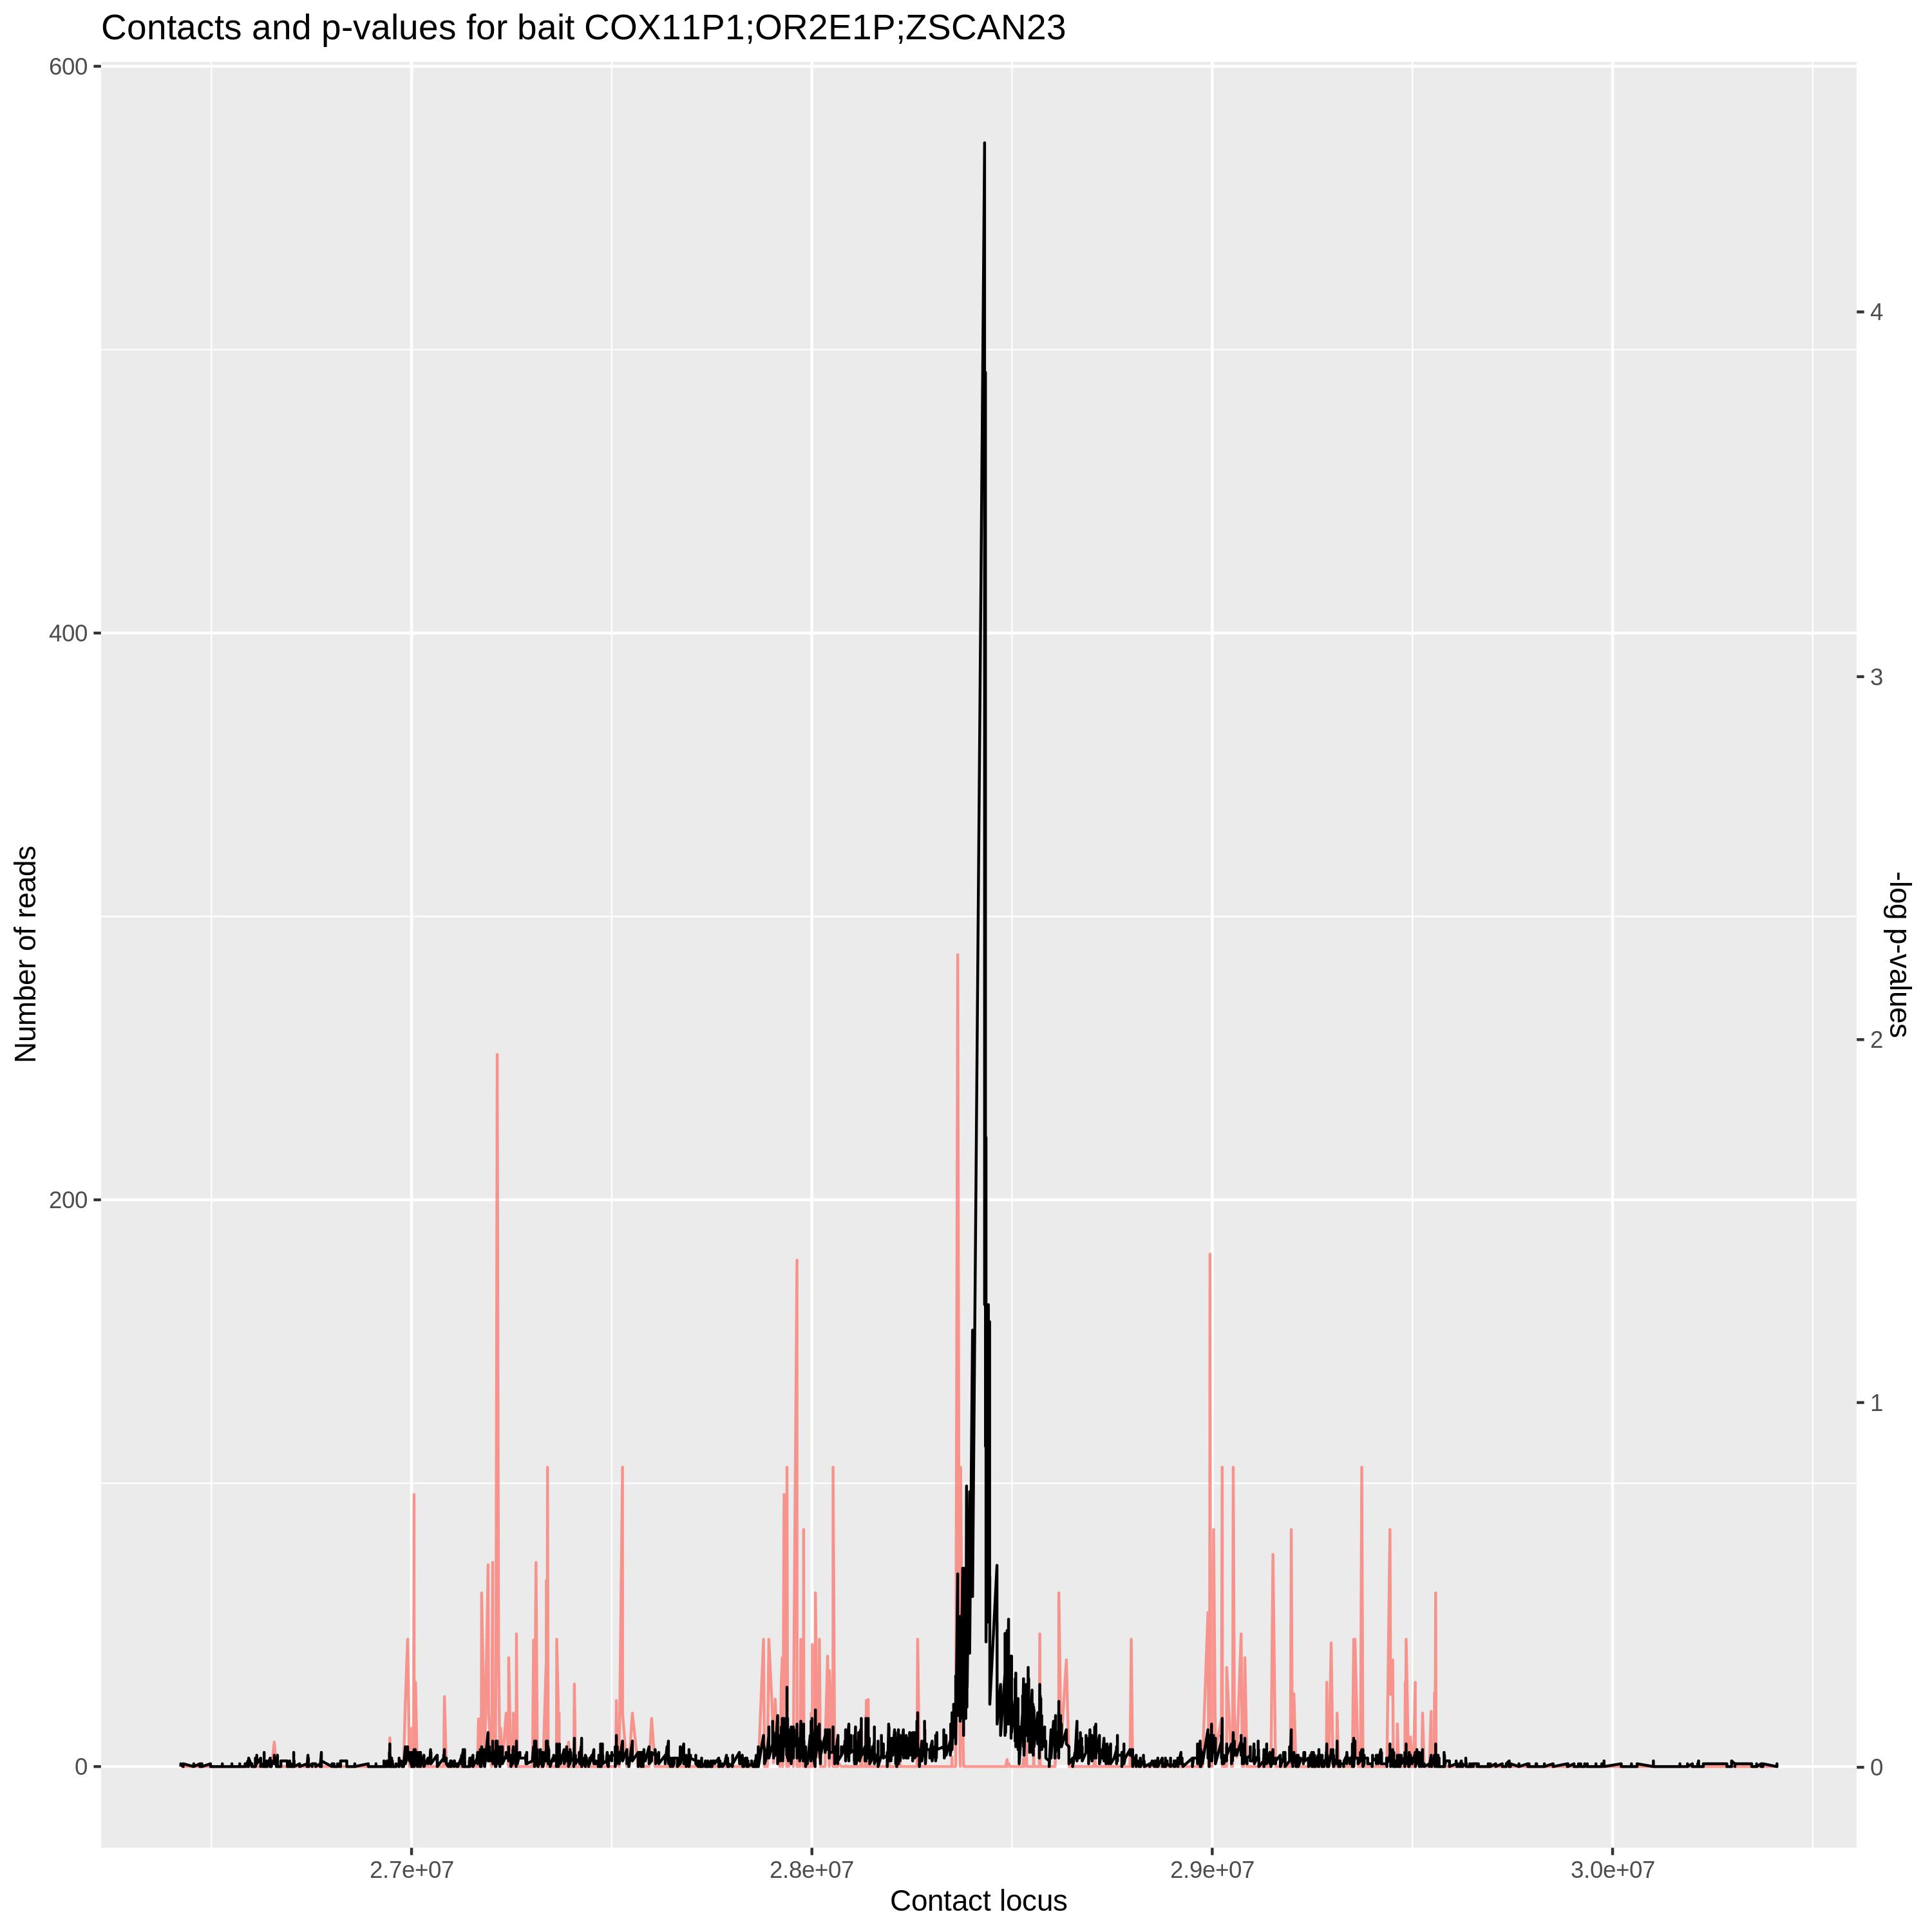 Contacts and p-values for bait COX11P1;OR2E1P;ZSCAN23
600
400
200
0
Number of reads
4
3
2
1
0
-log p-values
2.7e+07
2.8e+07
2.9e+07
3.0e+07
Contact locus